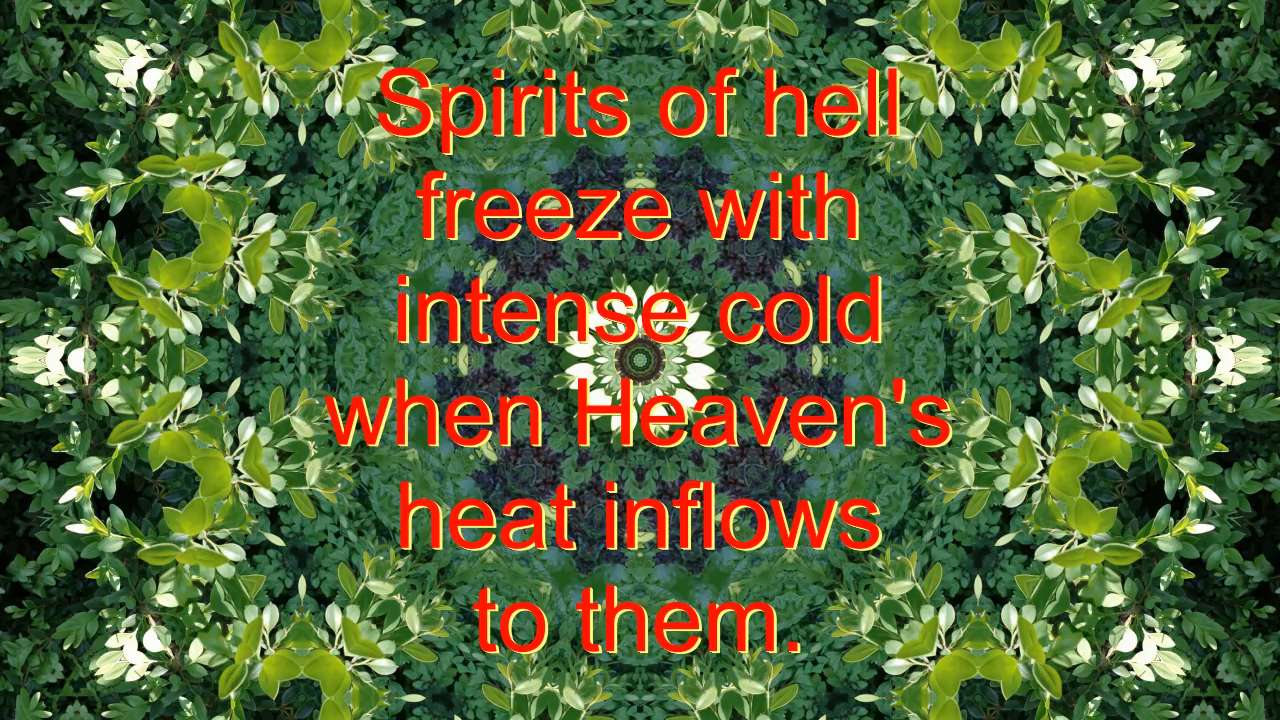 Spirits of hell
freeze with
intense cold
when Heaven's
heat inflows
to them.